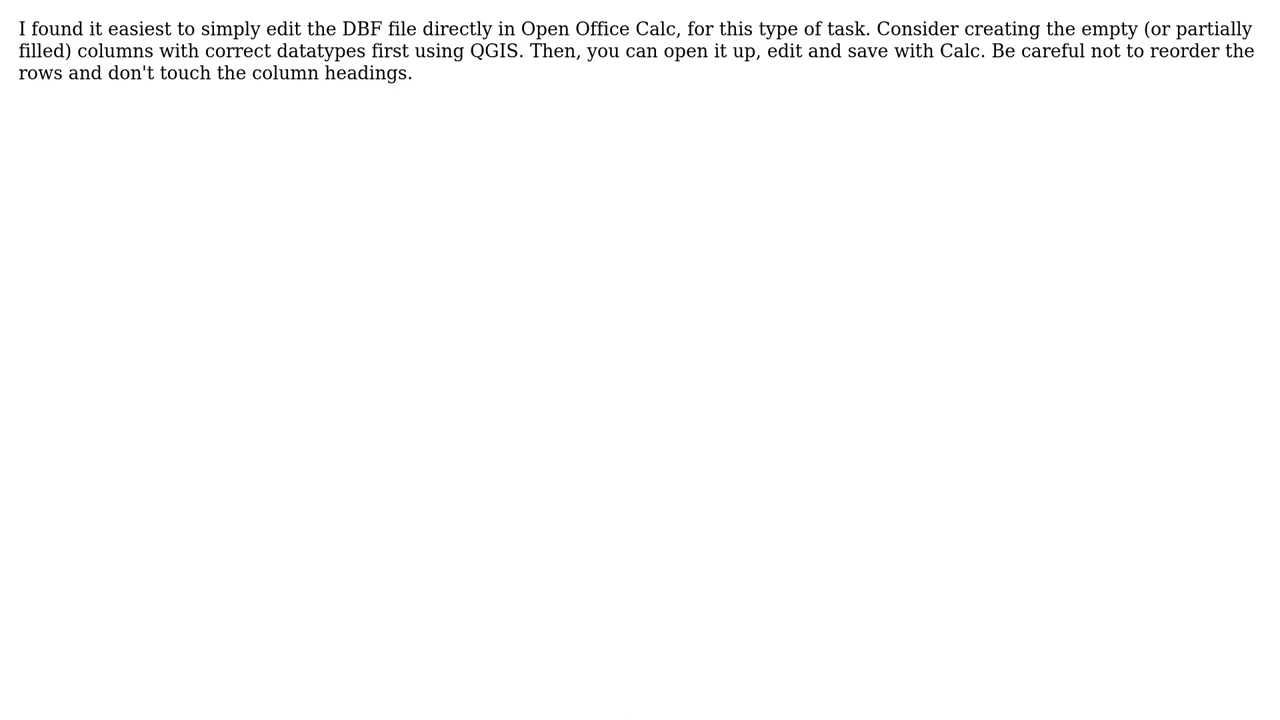 I found it easiest to simply edit the DBF file directly in Open Office Calc, for this type of task. Consider creating the empty (or partially
filled) columns with correct datatypes first using QGIS. Then, you can open it up, edit and save with Calc. Be careful not to reorder the
rows and don't touch the column headings.